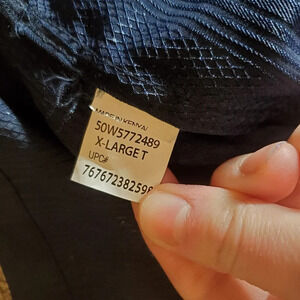 MADE IN KENYA
50W5772489
X-LARGE T
UPC#
767672382598